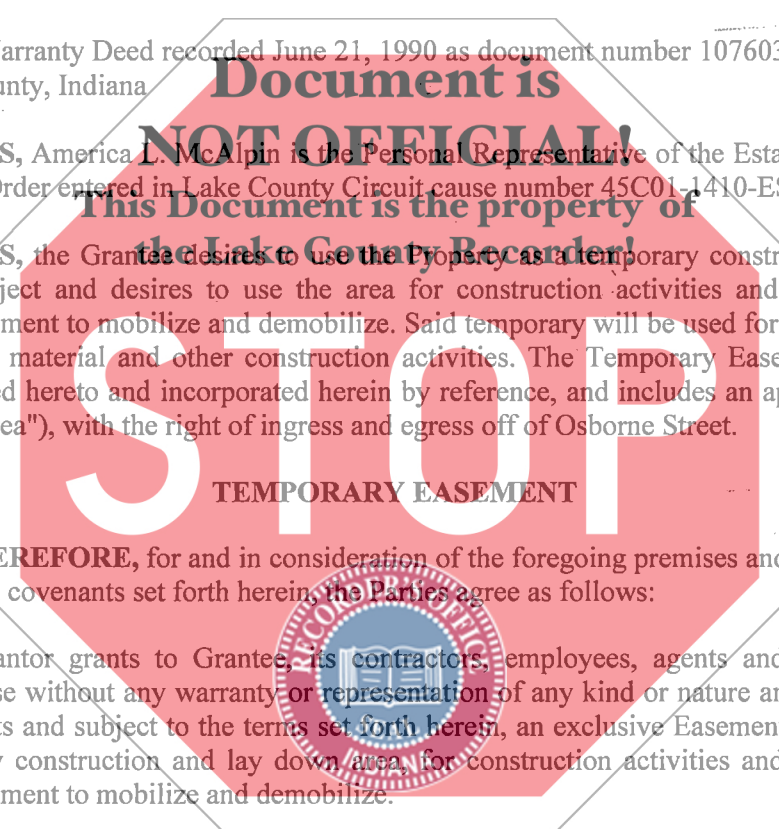 arranty Deed recorded June 21, 1990 as document number 107603
unty, Indiana
Document is
NOT OFFICIAL!
S, America L. McAlpin is the Personal Representative of the Esta
Order entered in Lake County Circuit cause number 45C01-1410-ES
This Document is the property of
the Lake County Recorder!
S, the Grantee desires to use the Property as a temporary constr
ject and desires to use the area for construction activities and
ment to mobilize and demobilize. Said temporary will be used for
material and other construction activities. The Temporary Ease
ed hereto and incorporated herein by reference, and includes an ap
ea"), with the right of ingress and egress off of Osborne Street.
STOP
TEMPORARY EASEMENT
EREFORE, for and in consideration of the foregoing premises and
covenants set forth herein, the Parties agree as follows:
RECORDER'S OFFICE
SEAL
INDIANA
antor grants to Grantee, its contractors, employees, agents and
se without any warranty or representation of any kind or nature an
ts and subject to the terms set forth herein, an exclusive Easemen
y construction and lay down area, for construction activities and
ment to mobilize and demobilize.